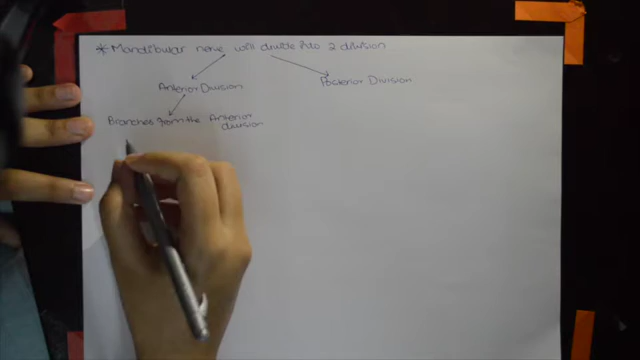 * Mandibular nerve will divide into 2 division
Anterior Division
Posterior Division
Branches from the Anterior
division